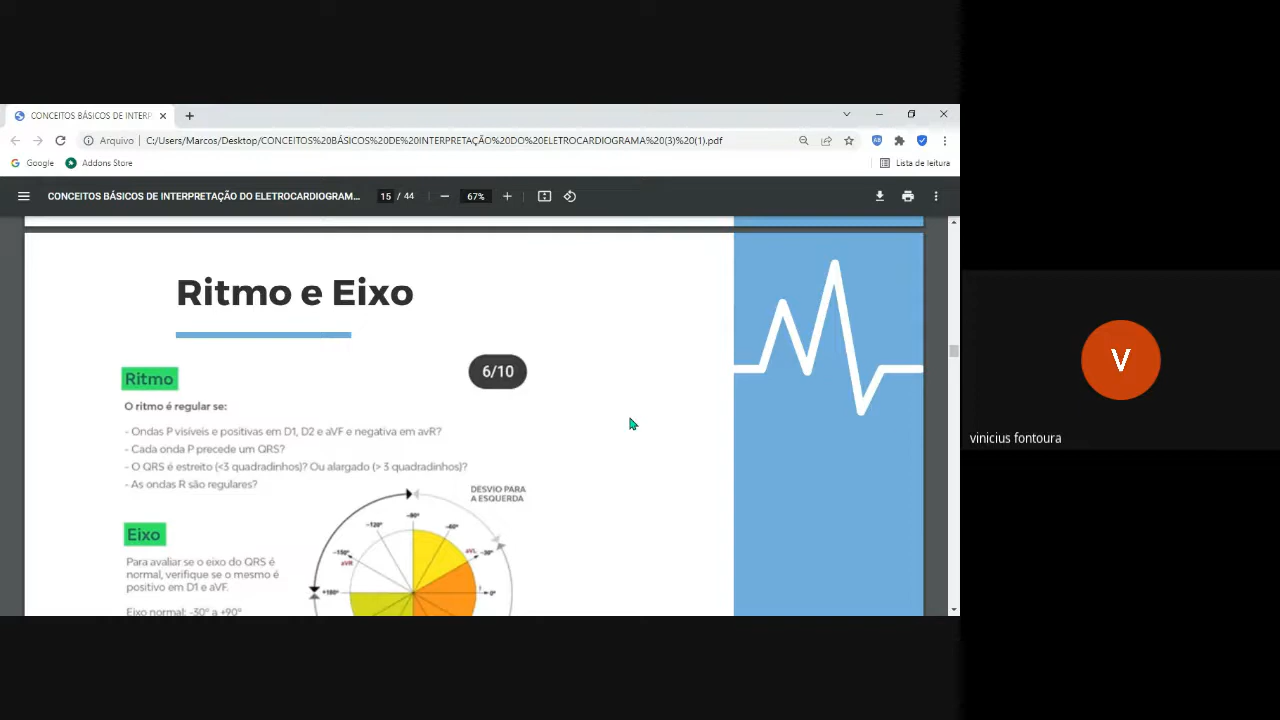 CONCEITOS BÁSICOS DE INTERP
Arquivo
C:/Users/Marcos/Desktop/CONCEITOS%20BÁSICOS%20DE%20INTERPRETAÇÃO%20DO%20ELETROCARDIOGRAMA%20(3)%20(1).pdf
Google
Addons Store
Lista de leitura
CONCEITOS BÁSICOS DE INTERPRETAÇÃO DO ELETROCARDIOGRAM...
15 / 44
67%
Ritmo e Eixo
6/10
Ritmo
O ritmo é regular se:
- Ondas P visíveis e positivas em D1, D2 e aVF e negativa em avR?
- Cada onda P precede um QRS?
- O QRS é estreito (<3 quadradinhos)? Ou alargado (> 3 quadradinhos)?
- As ondas R são regulares?
DESVIO PARA
A ESQUERDA
-90°
-120°
-60°
-150°
aVR
aVL
-30°
+180°
I
0°
Eixo
Para avaliar se o eixo do QRS é
normal, verifique se o mesmo é
positivo em D1 e aVF.
Eixo normal: -30° a +90°
V
vinicius fontoura